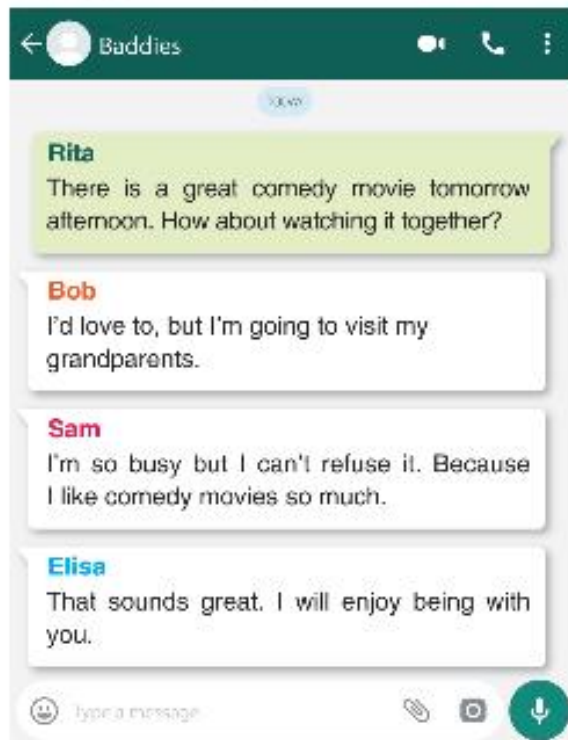 Baddies
Rita
There is a great comedy movie tomorrow
afternoon. How about watching it together?
Bob
I'd love to, but I'm going to visit my
grandparents.
Sam
I'm so busy but I can't refuse it. Because
I like comedy movies so much.
Elisa
That sounds great. I will enjoy being with
you.
Type a message